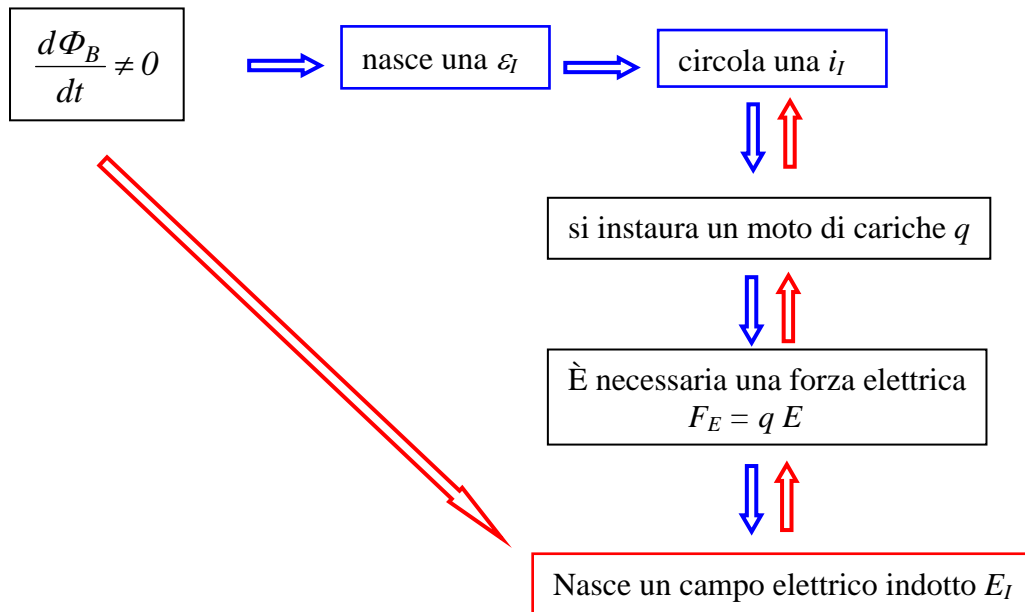 dΦ_B/dt ≠ 0
nasce una ε_I
circola una i_I
si instaura un moto di cariche q
È necessaria una forza elettrica
F_E = q E
Nasce un campo elettrico indotto E_I